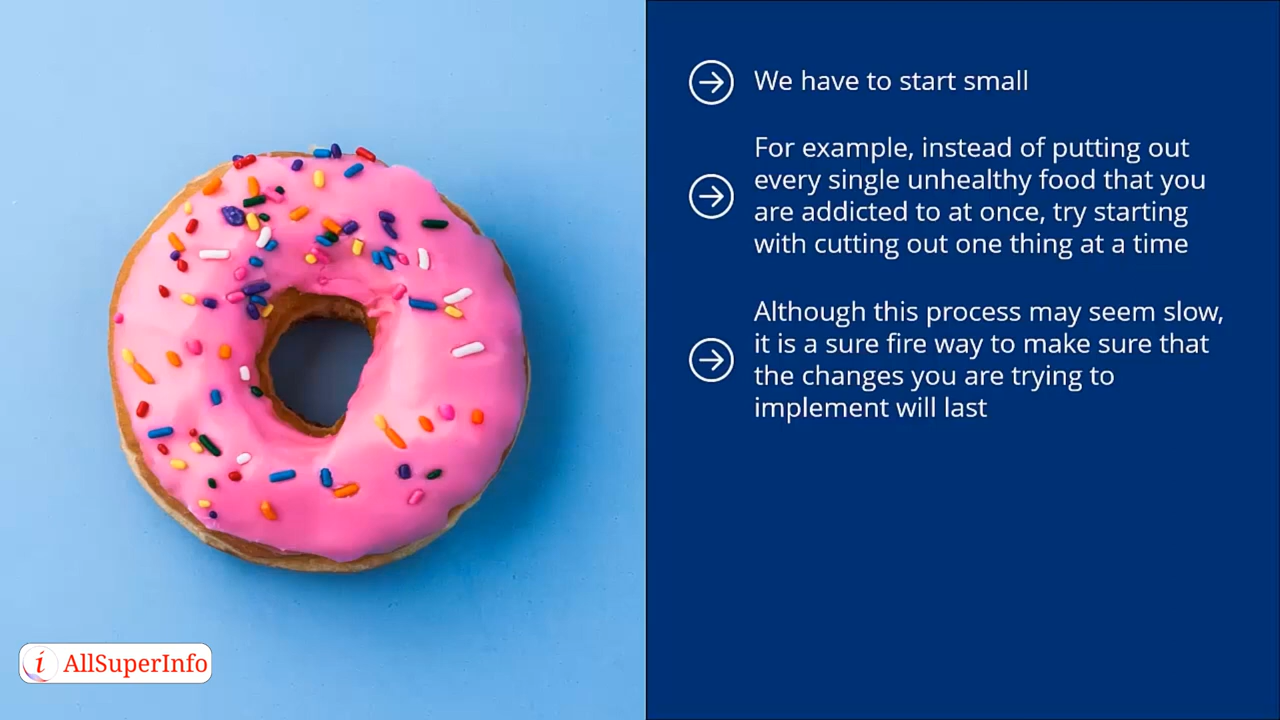 We have to start small
For example, instead of putting out
every single unhealthy food that you
are addicted to at once, try starting
with cutting out one thing at a time
Although this process may seem slow,
it is a sure fire way to make sure that
the changes you are trying to
implement will last
i AllSuperInfo